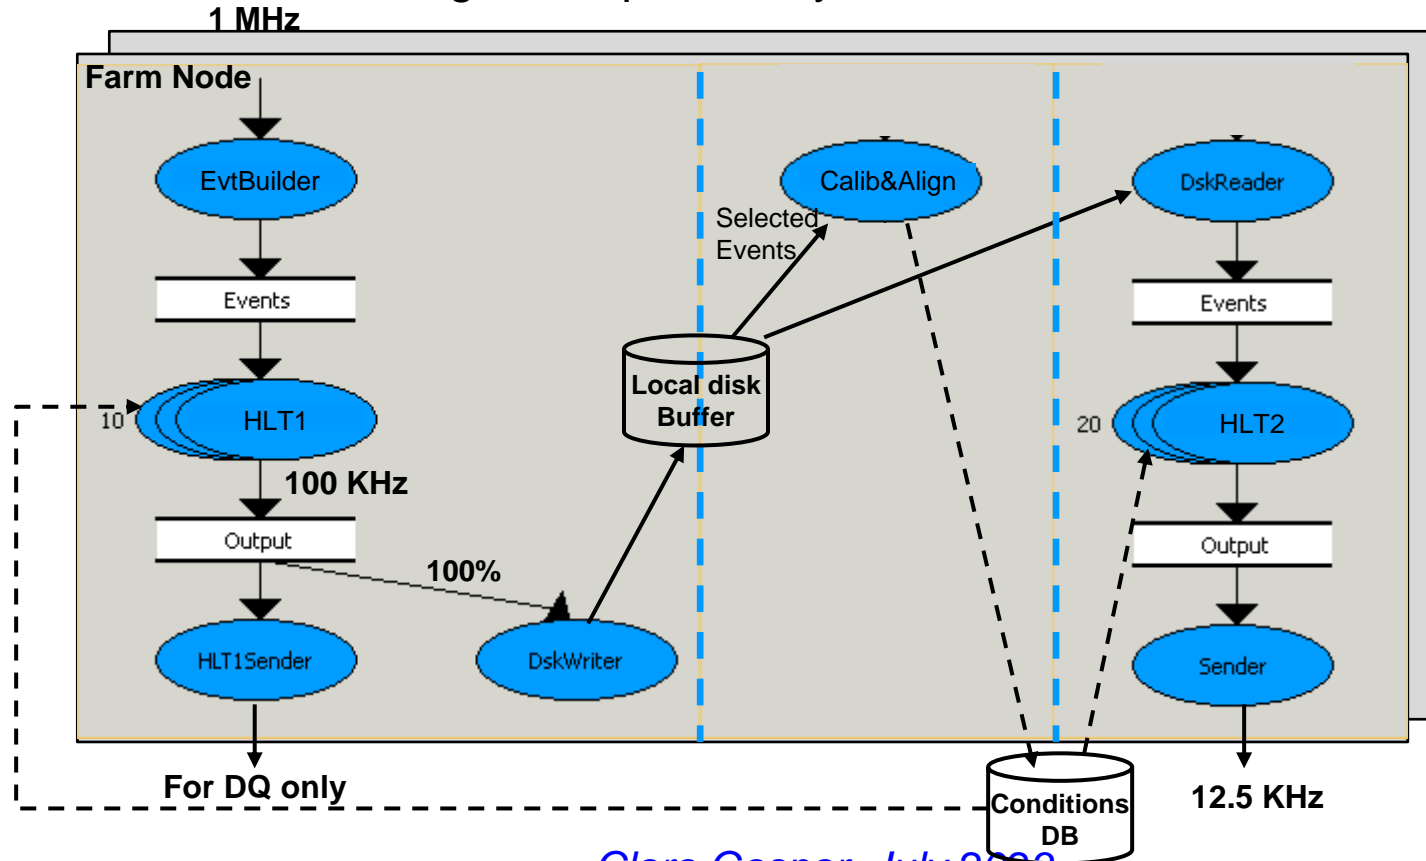 1 MHz
Farm Node
EvtBuilder
Calib&Align
DskReader
Selected
Events
Events
Events
Local disk
Buffer
10
HLT1
20
HLT2
100 KHz
Output
Output
100%
HLT1Sender
DskWriter
Sender
For DQ only
Conditions
DB
12.5 KHz